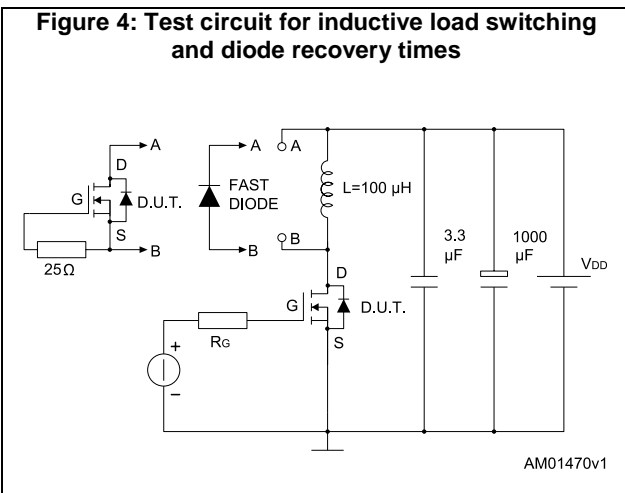 Figure 4: Test circuit for inductive load switching
and diode recovery times
A
D
G
D.U.T.
S
B
25Ω
A
FAST
DIODE
B
A
L=100 µH
B
D
G
D.U.T.
S
RG
+
−
3.3
µF
1000
µF
VDD
AM01470v1